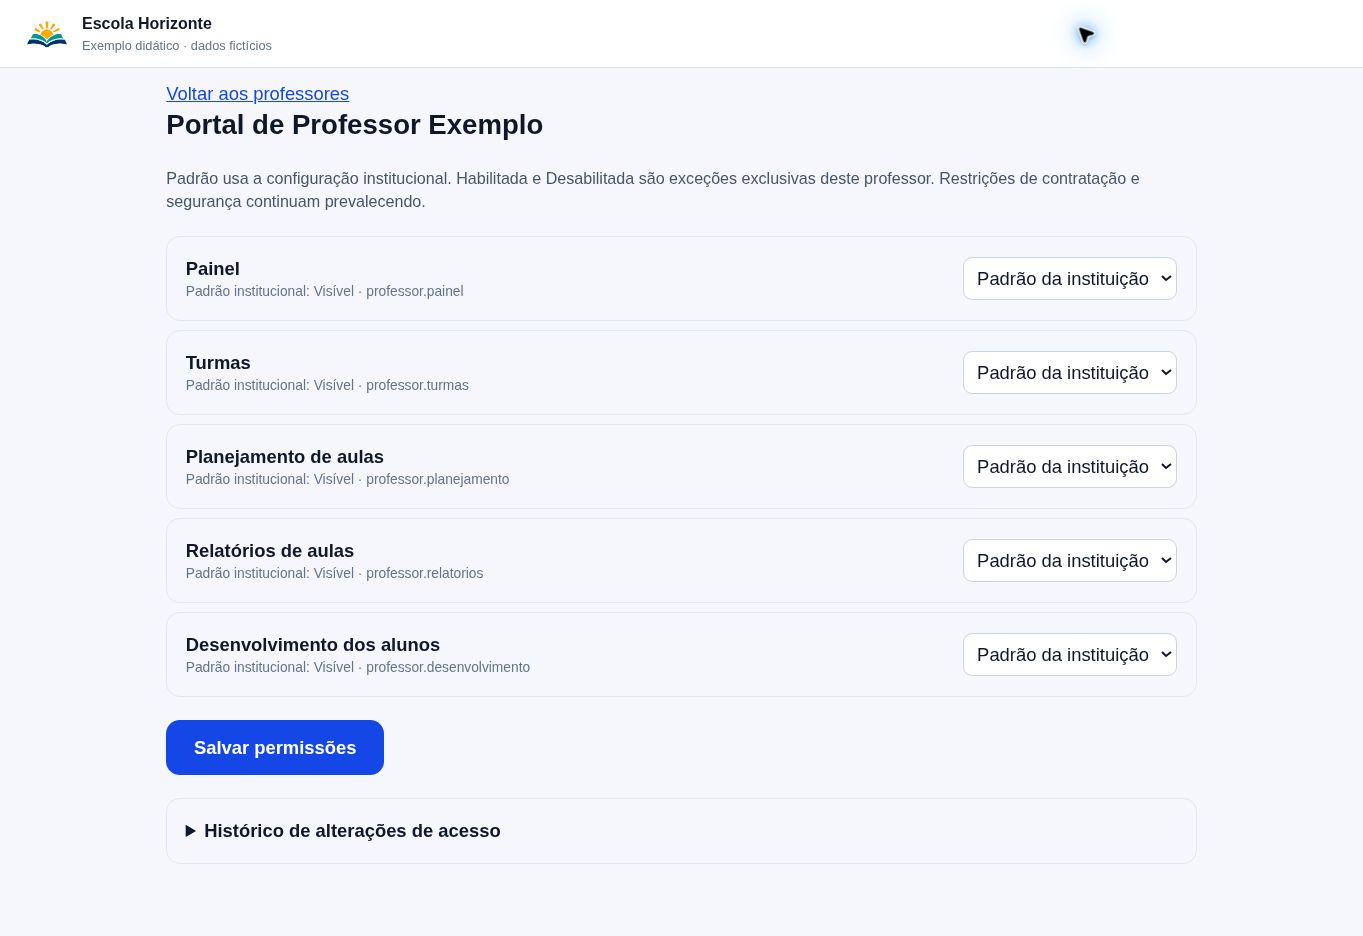 Escola Horizonte
Exemplo didático · dados fictícios
Voltar aos professores
Portal de Professor Exemplo
Padrão usa a configuração institucional. Habilitada e Desabilitada são exceções exclusivas deste professor. Restrições de contratação e
segurança continuam prevalecendo.
Painel
Padrão institucional: Visível · professor.painel
Padrão da instituição
Turmas
Padrão institucional: Visível · professor.turmas
Padrão da instituição
Planejamento de aulas
Padrão institucional: Visível · professor.planejamento
Padrão da instituição
Relatórios de aulas
Padrão institucional: Visível · professor.relatorios
Padrão da instituição
Desenvolvimento dos alunos
Padrão institucional: Visível · professor.desenvolvimento
Padrão da instituição
Salvar permissões
Histórico de alterações de acesso